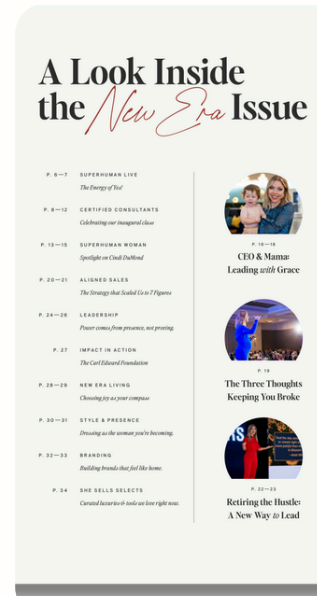 A Look Inside
the New Era Issue
P. 6—7 SUPERHUMAN LIVE
The Energy of Yes!
P. 8—12 CERTIFIED CONSULTANTS
Celebrating our inaugural class
P. 13—15 SUPERHUMAN WOMAN
Spotlight on Cindi DuMond
P. 20—21 ALIGNED SALES
The Strategy that Scaled Us to 7 Figures
P. 24—26 LEADERSHIP
Power comes from presence, not proving.
P. 27 IMPACT IN ACTION
The Carl Edward Foundation
P. 28—29 NEW ERA LIVING
Choosing joy as your compass
P. 30—31 STYLE & PRESENCE
Dressing as the woman you're becoming.
P. 32—33 BRANDING
Building brands that feel like home.
P. 34 SHE SELLS SELECTS
Curated luxuries & tools we love right now.
P. 16—18
CEO & Mama:
Leading with Grace
P. 19
The Three Thoughts
Keeping You Broke
P. 22—23
Retiring the Hustle:
A New Way to Lead